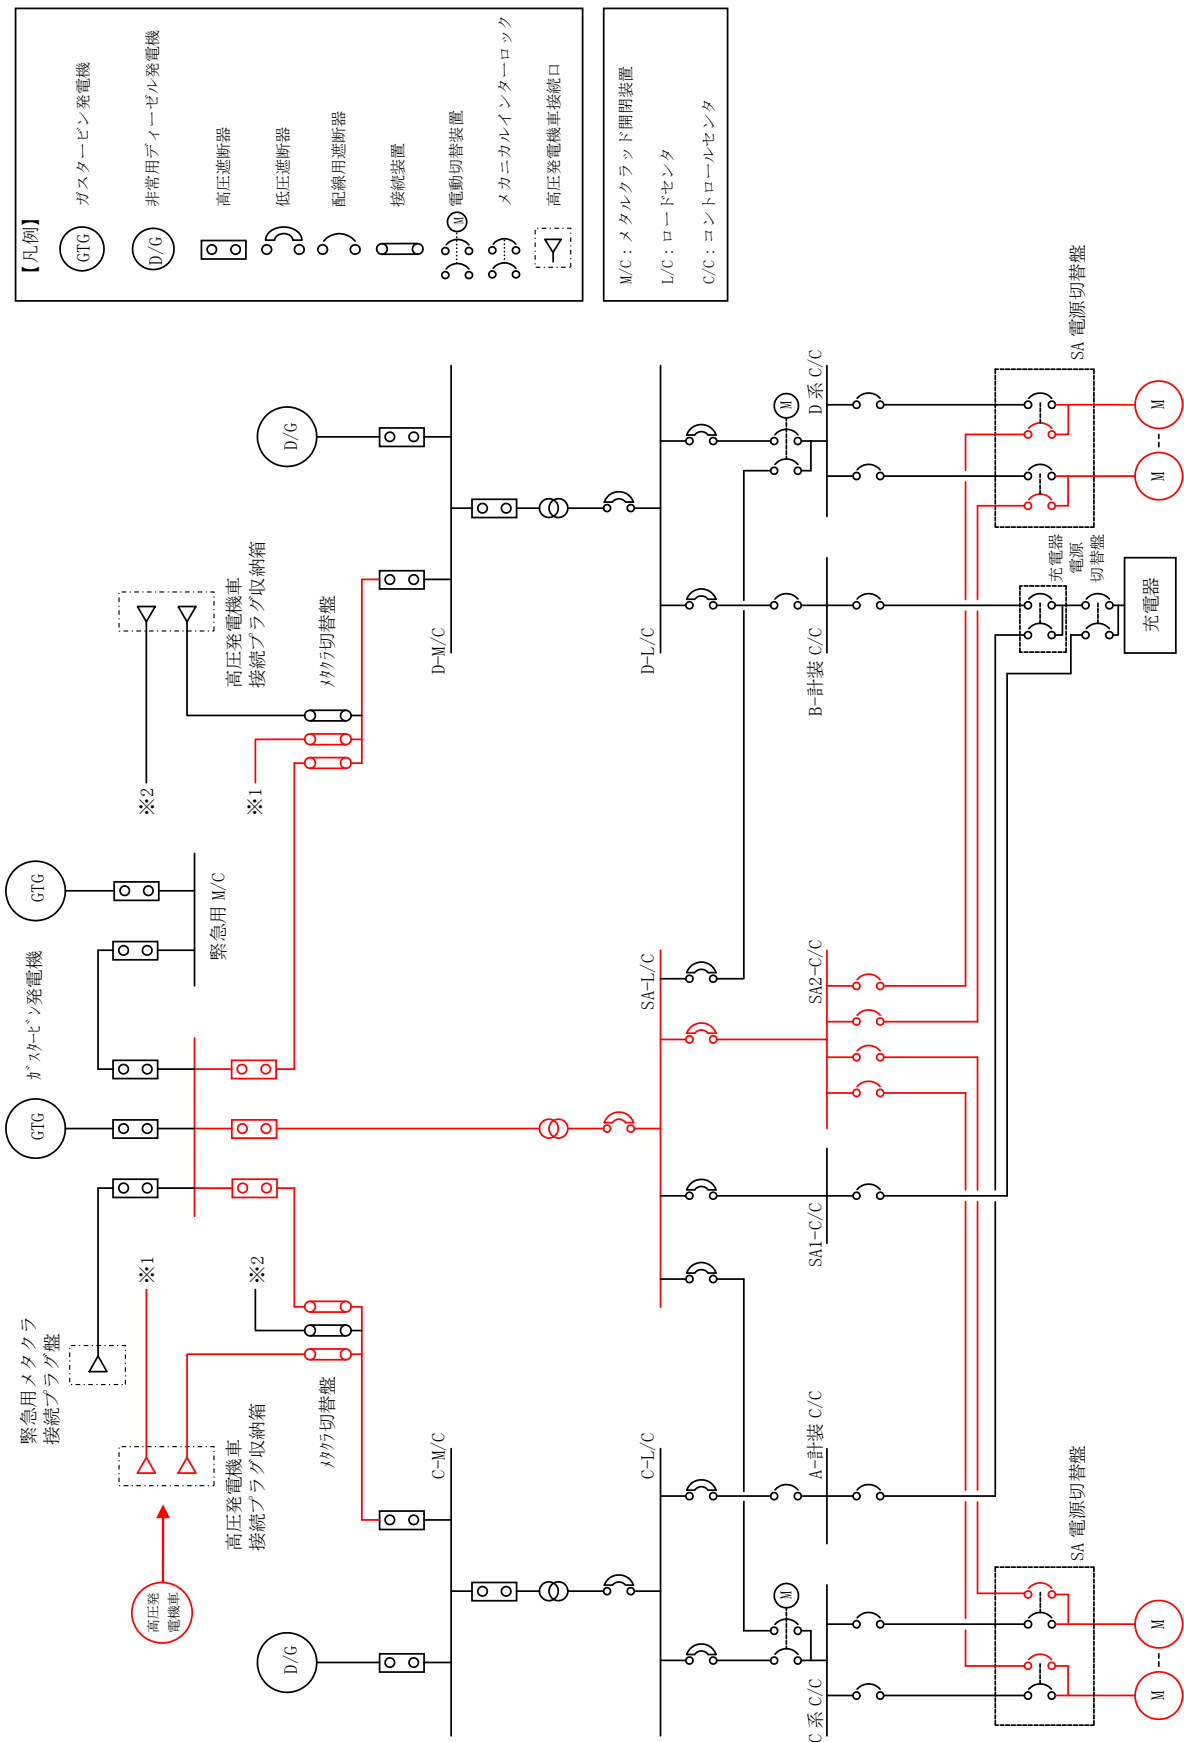 【凡例】
GTG
ガスタービン発電機
D/G
非常用ディーゼル発電機
高圧遮断器
低圧遮断器
配線用遮断器
接続装置
M
電動切替装置
メカニカルインターロック
高圧発電機車接続口
M/C：メタルクラッド開閉装置
L/C：ロードセンタ
C/C：コントロールセンタ
GTG
緊急用 M/C
ｶﾞｽﾀｰﾋﾞﾝ発電機
GTG
緊急用メタクラ
接続プラグ盤
※2
※1
高圧発電機車
接続プラグ収納箱
ﾒﾀｸﾗ切替盤
D/G
D-M/C
※1
※2
高圧発電機車
接続プラグ収納箱
ﾒﾀｸﾗ切替盤
高圧発
電機車
D/G
C-M/C
D-L/C
SA-L/C
C-L/C
M
D 系 C/C
B-計装 C/C
SA2-C/C
SA1-C/C
A-計装 C/C
M
C 系 C/C
SA 電源切替盤
M
M
充電器
電源
切替盤
充電器
SA 電源切替盤
M
M